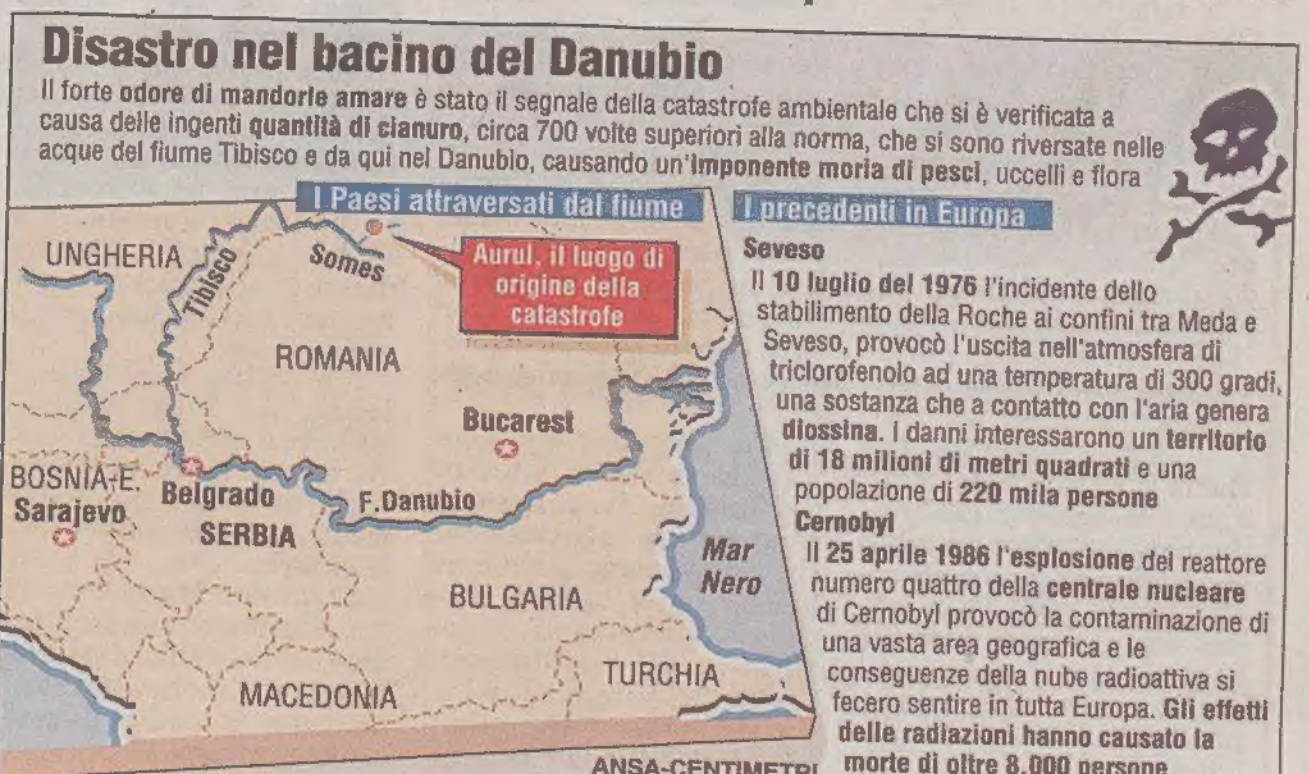 Disastro nel bacino del Danubio
Il forte odore di mandorle amare è stato il segnale della catastrofe ambientale che si è verificata a
causa delle ingenti quantità di cianuro, circa 700 volte superiori alla norma, che si sono riversate nelle
acque del fiume Tibisco e da qui nel Danubio, causando un'imponente moria di pesci, uccelli e flora
I Paesi attraversati dal fiume
UNGHERIA
Tibisco
Somes
Aurul, il luogo di
origine della
catastrofe
ROMANIA
Bucarest
BOSNIA-E.
Sarajevo
Belgrado
SERBIA
F.Danubio
Mar
Nero
BULGARIA
TURCHIA
MACEDONIA
ANSA-CENTIMETRI
I precedenti in Europa
Seveso
Il 10 luglio del 1976 l'incidente dello
stabilimento della Roche ai confini tra Meda e
Seveso, provocò l'uscita nell'atmosfera di
triclorofenolo ad una temperatura di 300 gradi,
una sostanza che a contatto con l'aria genera
diossina. I danni interessarono un territorio
di 18 milioni di metri quadrati e una
popolazione di 220 mila persone
Cernobyl
Il 25 aprile 1986 l'esplosione del reattore
numero quattro della centrale nucleare
di Cernobyl provocò la contaminazione di
una vasta area geografica e le
conseguenze della nube radioattiva si
fecero sentire in tutta Europa. Gli effetti
delle radiazioni hanno causato la
morte di oltre 8.000 persone